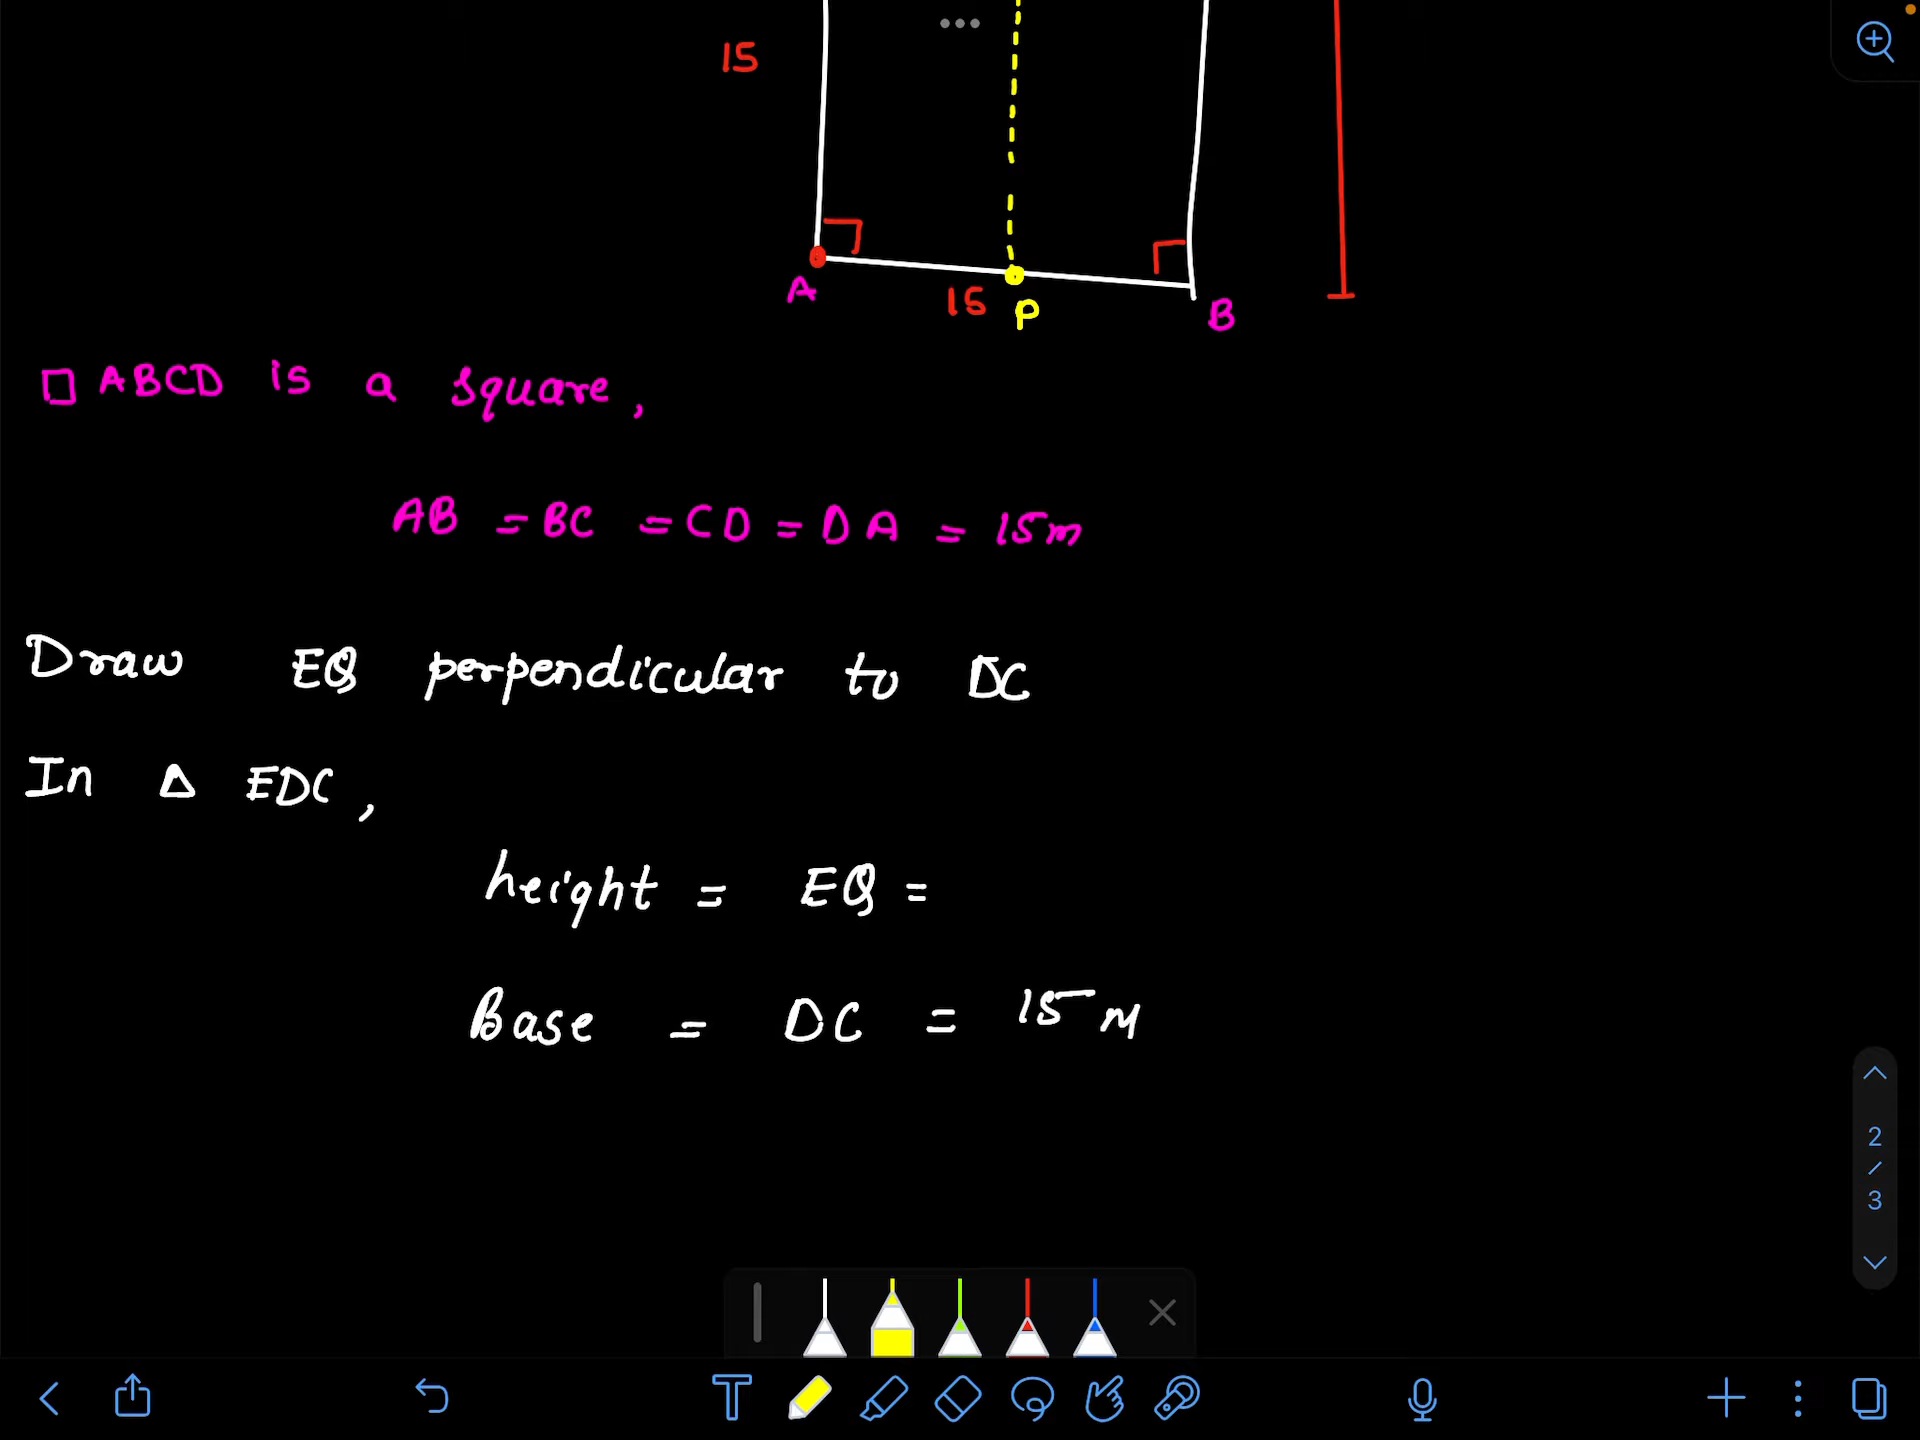 15
A
15
P
B
□ ABCD is a square,
AB = BC = CD = DA = 15m
Draw EQ perpendicular to DC
In Δ EDC,
height = EQ =
Base = DC = 15 M
2
/
3
T